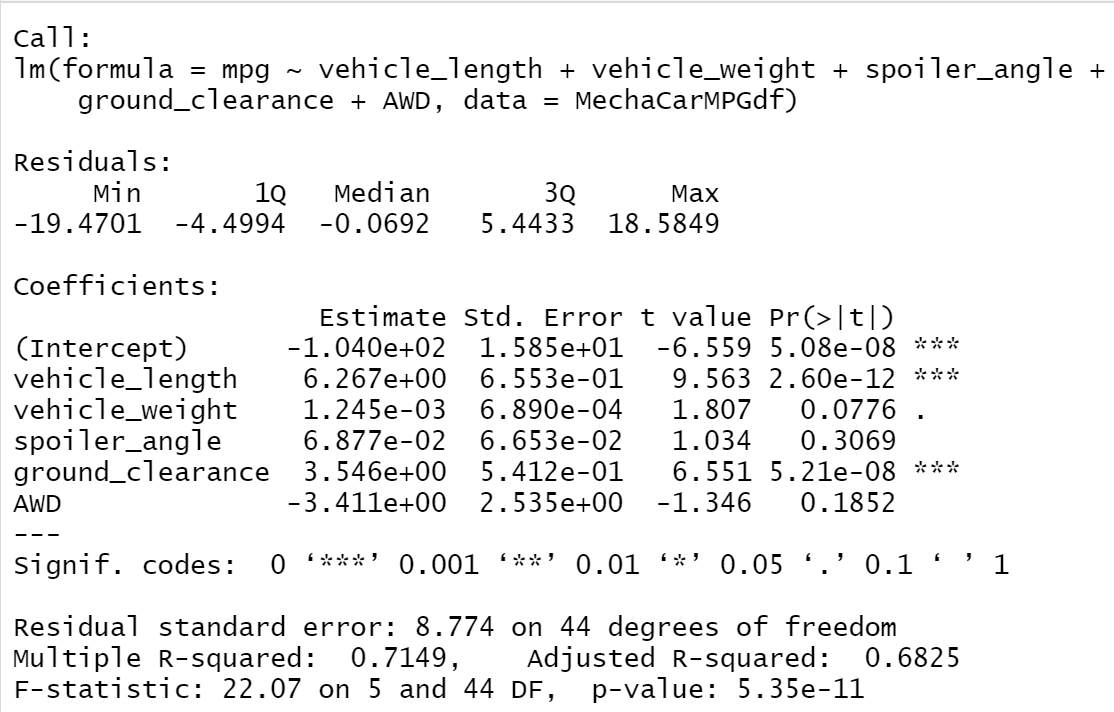 Call:
lm(formula = mpg ~ vehicle_length + vehicle_weight + spoiler_angle +
    ground_clearance + AWD, data = MechaCarMPGdf)

Residuals:
     Min       1Q   Median       3Q      Max
-19.4701  -4.4994  -0.0692   5.4433  18.5849

Coefficients:
                   Estimate Std. Error t value Pr(>|t|)
(Intercept)      -1.040e+02  1.585e+01  -6.559 5.08e-08 ***
vehicle_length    6.267e+00  6.553e-01   9.563 2.60e-12 ***
vehicle_weight    1.245e-03  6.890e-04   1.807   0.0776 .
spoiler_angle     6.877e-02  6.653e-02   1.034   0.3069
ground_clearance  3.546e+00  5.412e-01   6.551 5.21e-08 ***
AWD              -3.411e+00  2.535e+00  -1.346   0.1852
---
Signif. codes:  0 ‘***’ 0.001 ‘**’ 0.01 ‘*’ 0.05 ‘.’ 0.1 ‘ ’ 1

Residual standard error: 8.774 on 44 degrees of freedom
Multiple R-squared:  0.7149,    Adjusted R-squared:  0.6825
F-statistic: 22.07 on 5 and 44 DF,  p-value: 5.35e-11